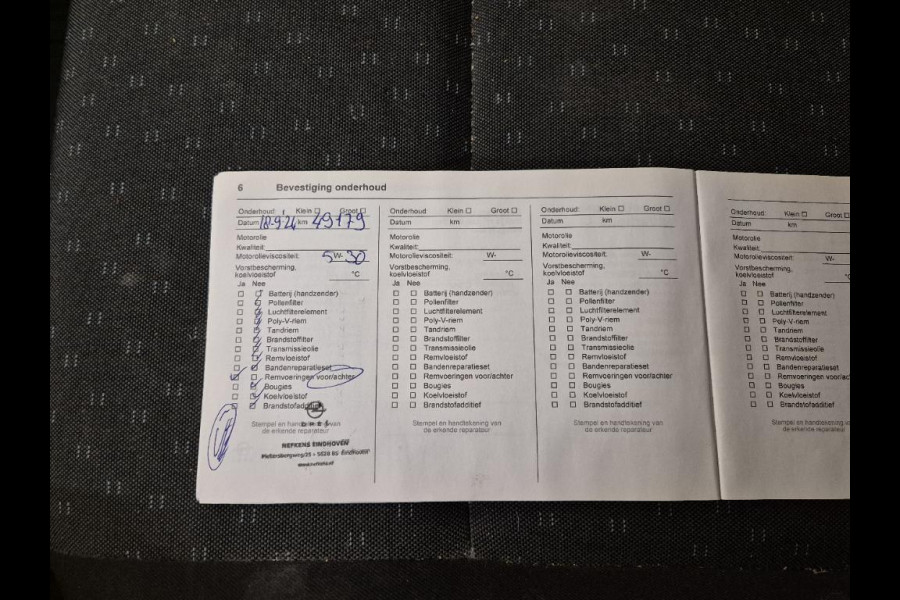 6 Bevestiging onderhoud
Onderhoud: Klein ☐ Groot ☐
Datum 18-9-24 km 49179
Motorolie
Kwaliteit:
Motorolieviscositeit: 5 W- 30
Vorstbescherming,
koelvloeistof °C
Ja Nee
Batterij (handzender)
Pollenfilter
Luchtfilterelement
Poly-V-riem
Tandriem
Brandstoffilter
Transmissieolie
Remvloeistof
Bandenreparatieset
Remvoeringen voor/achter
Bougies
Koelvloeistof
Brandstofadditief
Stempel en handtekening van
de erkende reparateur
OPEL
NEFKENS EINDHOVEN
Onderhoud Klein ☐ Groot ☐
Datum km
Motorolie
Kwaliteit:
Motorolieviscositeit: W-
Vorstbescherming,
koelvloeistof °C
Ja Nee
Batterij (handzender)
Pollenfilter
Luchtfilterelement
Poly-V-riem
Tandriem
Brandstoffilter
Transmissieolie
Remvloeistof
Bandenreparatieset
Remvoeringen voor/achter
Bougies
Koelvloeistof
Brandstofadditief
Stempel en handtekening van
de erkende reparateur
Onderhoud: Klein ☐ Groot ☐
Datum km
Motorolie
Kwaliteit:
Motorolieviscositeit: W-
Vorstbescherming,
koelvloeistof °C
Ja Nee
Batterij (handzender)
Pollenfilter
Luchtfilterelement
Poly-V-riem
Tandriem
Brandstoffilter
Transmissieolie
Remvloeistof
Bandenreparatieset
Remvoeringen voor/achter
Bougies
Koelvloeistof
Brandstofadditief
Stempel en handtekening van
de erkende reparateur
Onderhoud: Klein ☐ Groot ☐
Datum km
Motorolie
Kwaliteit:
Motorolieviscositeit: W-
Vorstbescherming,
koelvloeistof
Ja Nee
Batterij (handzender)
Pollenfilter
Luchtfilterelement
Poly-V-riem
Tandriem
Brandstoffilter
Transmissieolie
Remvloeistof
Bandenreparatieset
Remvoeringen voor/ac
Bougies
Koelvloeistof
Brandstofadditief
Stempel en handtekening
de erkende reparateur